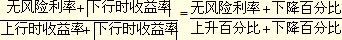 无风险利率+|下行时收益率|
上行时收益率+|下行时收益率|
=
无风险利率+下降百分比
上升百分比+下降百分比